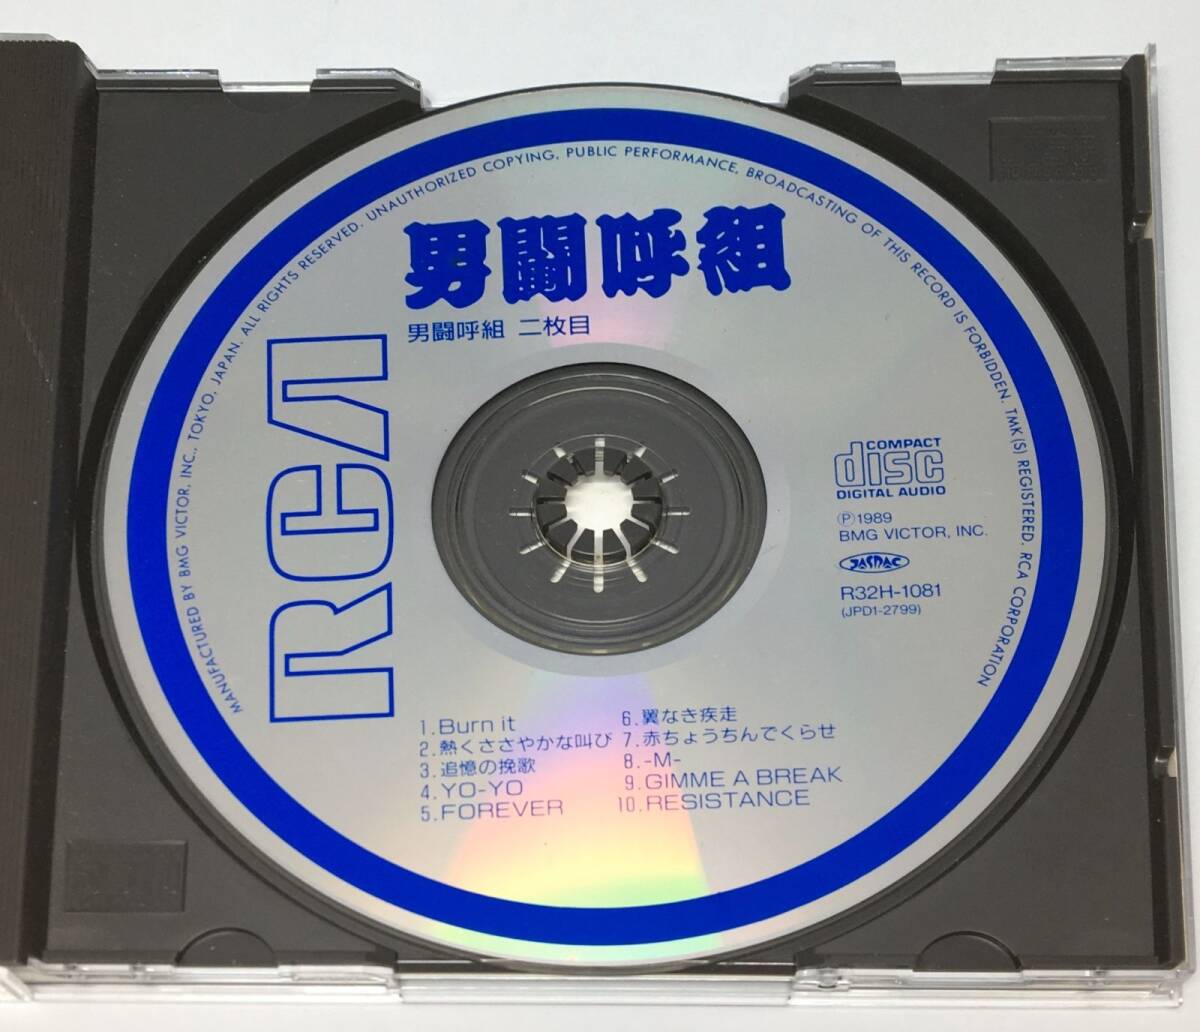 男闘呼組
男闘呼組 二枚目
RCA
COMPACT
disc
DIGITAL AUDIO
Ⓟ1989
BMG VICTOR, INC.
JASRAC
R32H-1081
(JPD1-2799)
1.Burn it
2.熱くささやかな叫び
3.追憶の挽歌
4.YO-YO
5.FOREVER
6.翼なき疾走
7.赤ちょうちんでくらせ
8.-M-
9.GIMME A BREAK
10.RESISTANCE
MANUFACTURED BY BMG VICTOR, INC., TOKYO, JAPAN. ALL RIGHTS RESERVED. UNAUTHORIZED COPYING, PUBLIC PERFORMANCE, BROADCASTING OF THIS RECORD IS FORBIDDEN. TMK(S) REGISTERED. RCA CORPORATION